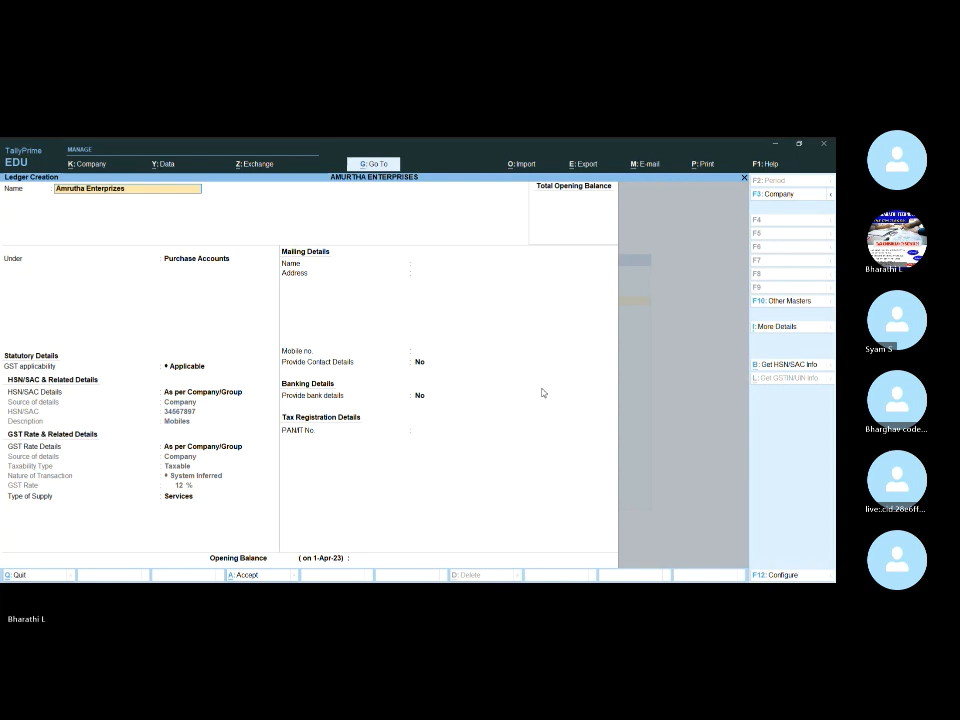 TallyPrime
EDU
MANAGE
K: Company
Y: Data
Z: Exchange
G: Go To
O: Import
E: Export
M: E-mail
P: Print
F1: Help
Ledger Creation
AMURTHA ENTERPRISES
X
Name : Amrutha Enterprizes
Total Opening Balance
Under : Purchase Accounts
Mailing Details
Name :
Address :
Mobile no. :
Provide Contact Details : No
Banking Details
Provide bank details : No
Tax Registration Details
PAN/IT No. :
Statutory Details
GST applicability : ♦ Applicable
HSN/SAC & Related Details
HSN/SAC Details : As per Company/Group
Source of details : Company
HSN/SAC : 34667897
Description : Mobiles
GST Rate & Related Details
GST Rate Details : As per Company/Group
Source of details : Company
Taxability Type : Taxable
Nature of Transaction : ♦ System Inferred
GST Rate : 12 %
Type of Supply : Services
Opening Balance ( on 1-Apr-23) :
Q: Quit
A: Accept
D: Delete
F2: Period
F3: Company
F4
F5
F6
F7
F8
F9
F10: Other Masters
I: More Details
B: Get HSN/SAC Info
L: Get GSTIN/UIN Info
F12: Configure
Bharathi L
Syam S
Bharghav code...
live:.cid.26e6ff...
Bharathi L